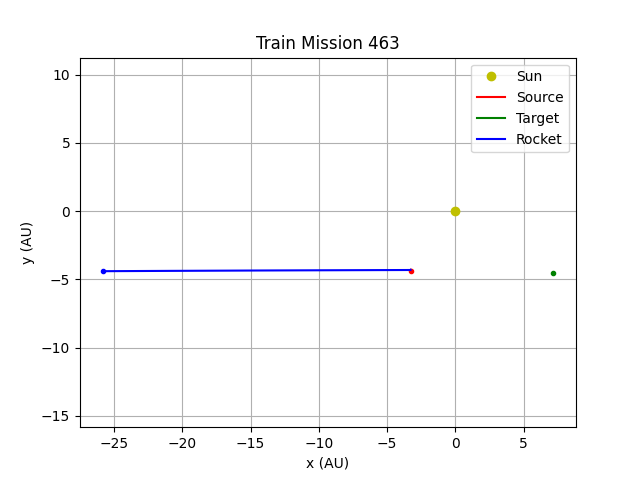 Train Mission 463
Sun
Source
Target
Rocket
10
5
0
−5
−10
−15
y (AU)
−25
−20
−15
−10
−5
0
5
x (AU)